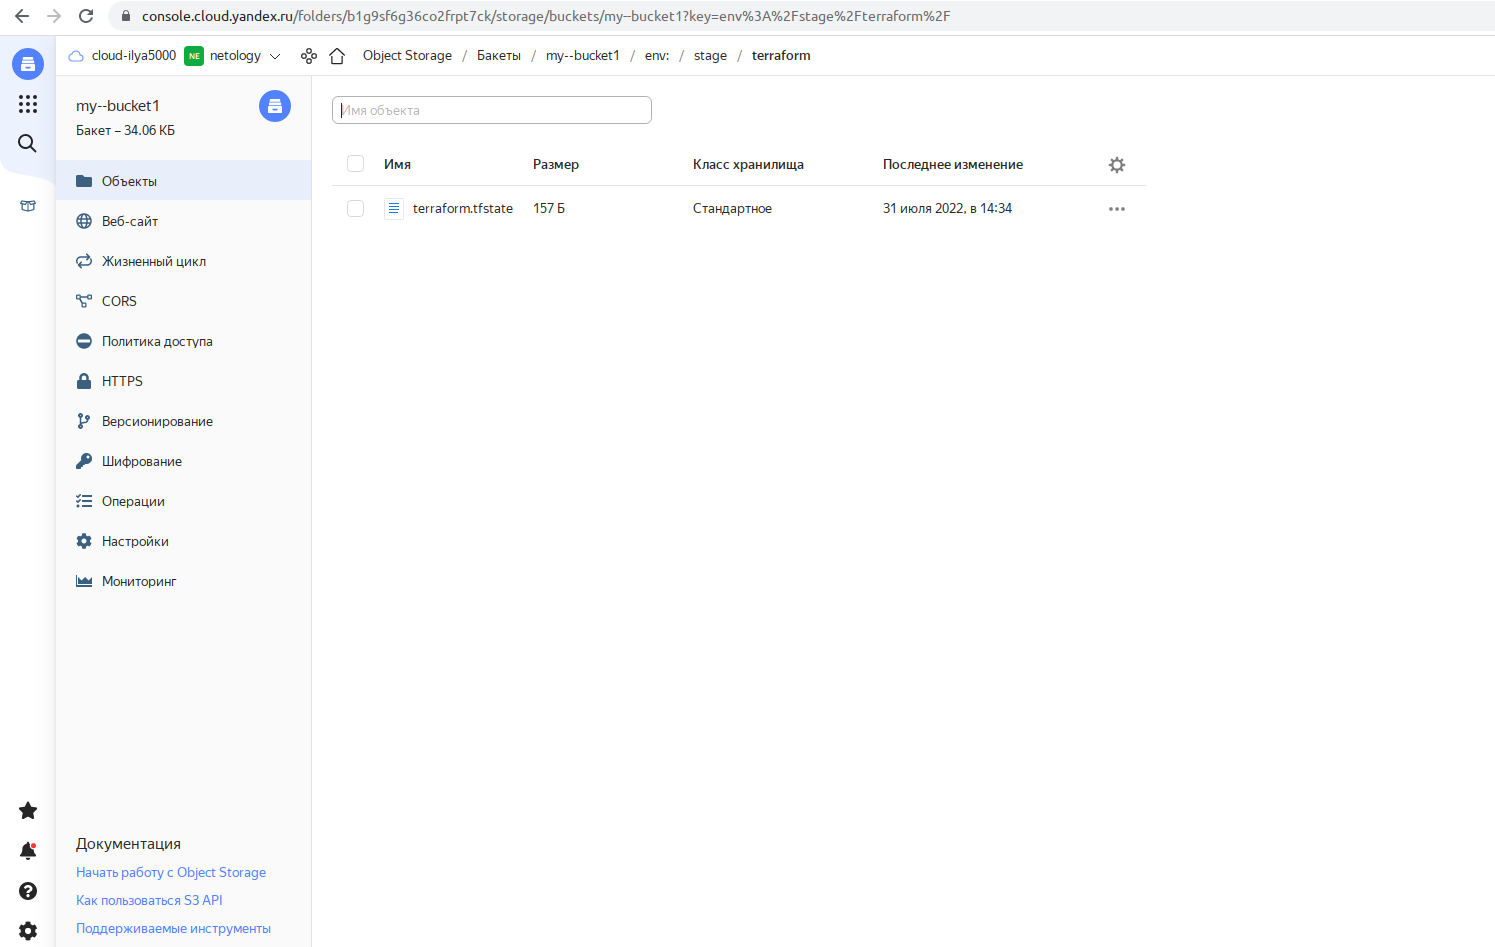 console.cloud.yandex.ru/folders/b1g9sf6g36co2frpt7ck/storage/buckets/my--bucket1?key=env%3A%2Fstage%2Fterraform%2F
cloud-ilya5000 NE netology Object Storage / Бакеты / my--bucket1 / env: / stage / terraform
my--bucket1
Бакет – 34.06 КБ
Объекты
Веб-сайт
Жизненный цикл
CORS
Политика доступа
HTTPS
Версионирование
Шифрование
Операции
Настройки
Мониторинг
Документация
Начать работу с Object Storage
Как пользоваться S3 API
Поддерживаемые инструменты
Имя объекта
Имя Размер Класс хранилища Последнее изменение
terraform.tfstate 157 Б Стандартное 31 июля 2022, в 14:34